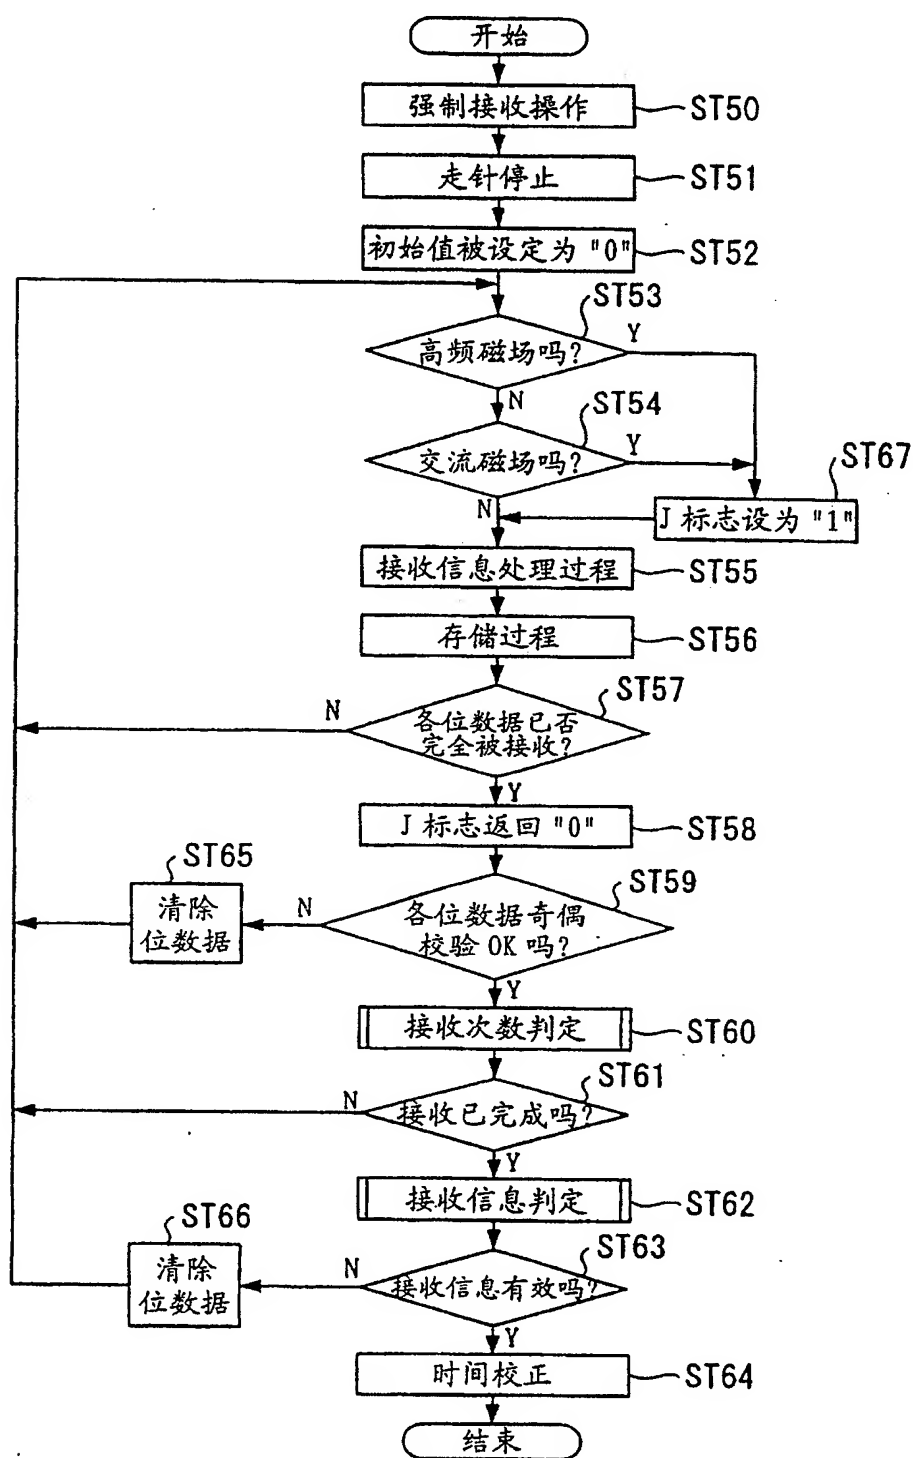 开始
强制接收操作
ST50
走针停止
ST51
初始值被设定为 "0"
ST52
ST53
高频磁场吗?
Y
N
ST54
交流磁场吗?
Y
ST67
N
J 标志设为 "1"
接收信息处理过程
ST55
存储过程
ST56
ST57
N
各位数据已否
完全被接收?
Y
J 标志返回 "0"
ST58
ST65
ST59
清除
位数据
N
各位数据奇偶
校验 OK 吗?
Y
接收次数判定
ST60
ST61
N
接收已完成吗?
Y
接收信息判定
ST62
ST66
ST63
清除
位数据
N
接收信息有效吗?
Y
时间校正
ST64
结束